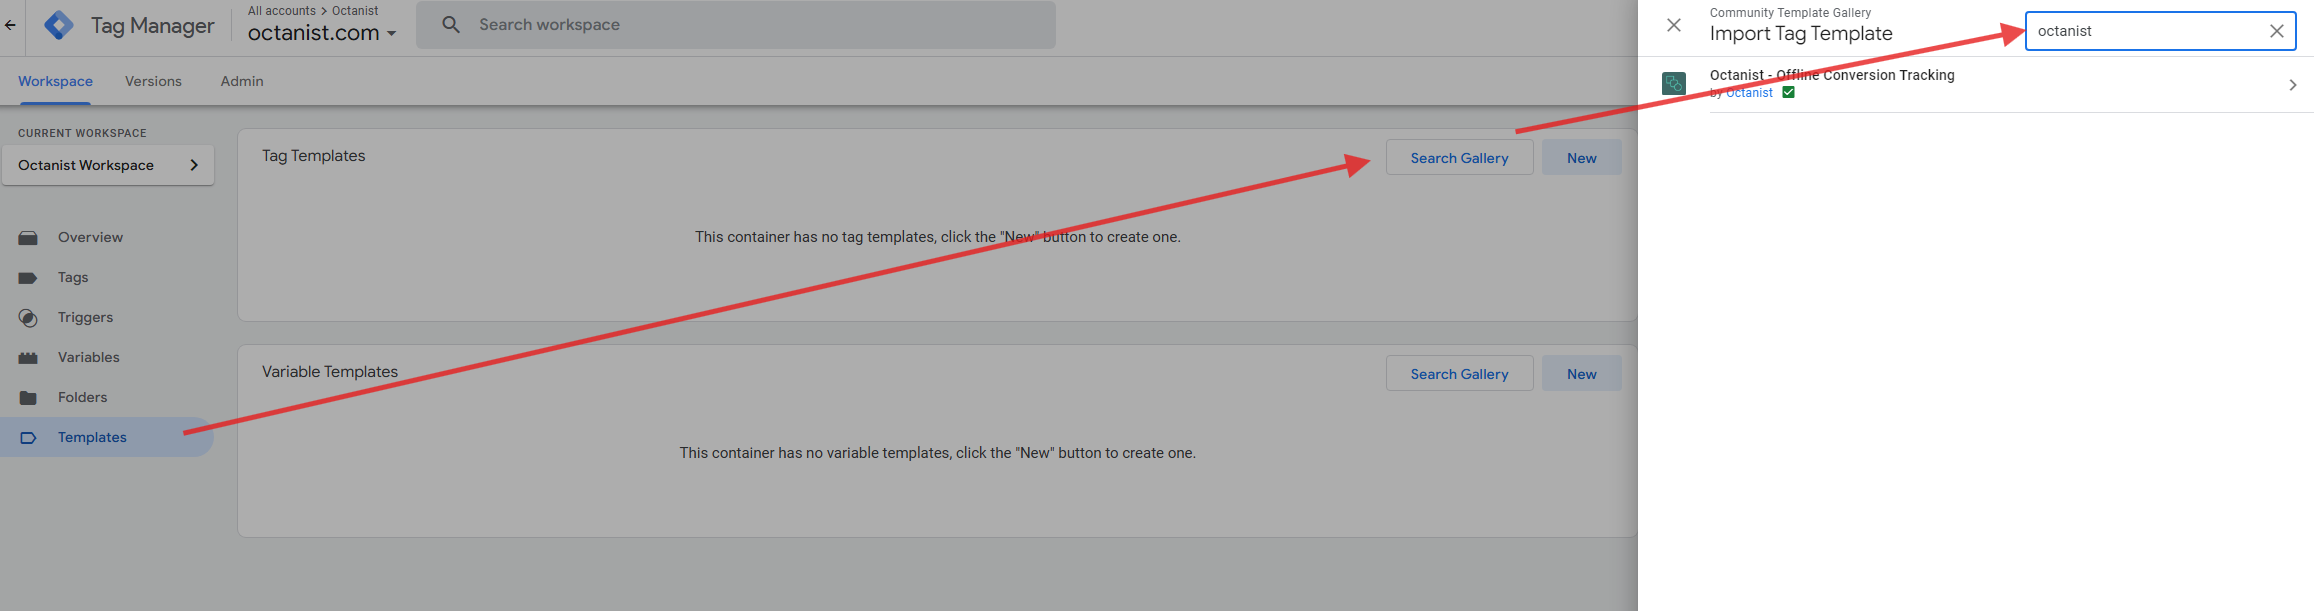 Tag Manager
All accounts > Octanist
octanist.com
Search workspace
Workspace
Versions
Admin
CURRENT WORKSPACE
Octanist Workspace
Overview
Tags
Triggers
Variables
Folders
Templates
Tag Templates
Search Gallery
New
This container has no tag templates, click the "New" button to create one.
Variable Templates
Search Gallery
New
This container has no variable templates, click the "New" button to create one.
Community Template Gallery
Import Tag Template
octanist
Octanist - Offline Conversion Tracking
by Octanist